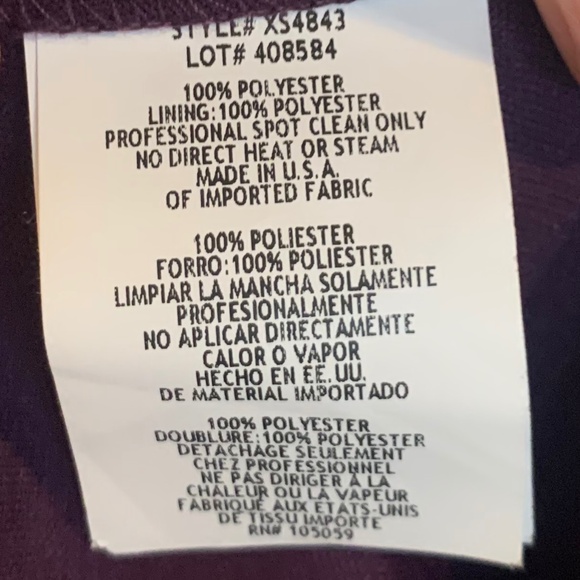 STYLE# XS4843
LOT# 408584
100% POLYESTER
LINING:100% POLYESTER
PROFESSIONAL SPOT CLEAN ONLY
NO DIRECT HEAT OR STEAM
MADE IN U.S.A.
OF IMPORTED FABRIC
100% POLIESTER
FORRO:100% POLIESTER
LIMPIAR LA MANCHA SOLAMENTE
PROFESIONALMENTE
NO APLICAR DIRECTAMENTE
CALOR O VAPOR
HECHO EN EE.UU.
DE MATERIAL IMPORTADO
100% POLYESTER
DOUBLURE:100% POLYESTER
DETACHAGE SEULEMENT
CHEZ PROFESSIONNEL
NE PAS DIRIGER À LA
CHALEUR OU LA VAPEUR
FABRIQUE AUX ETATS-UNIS
DE TISSU IMPORTE
RN# 105059